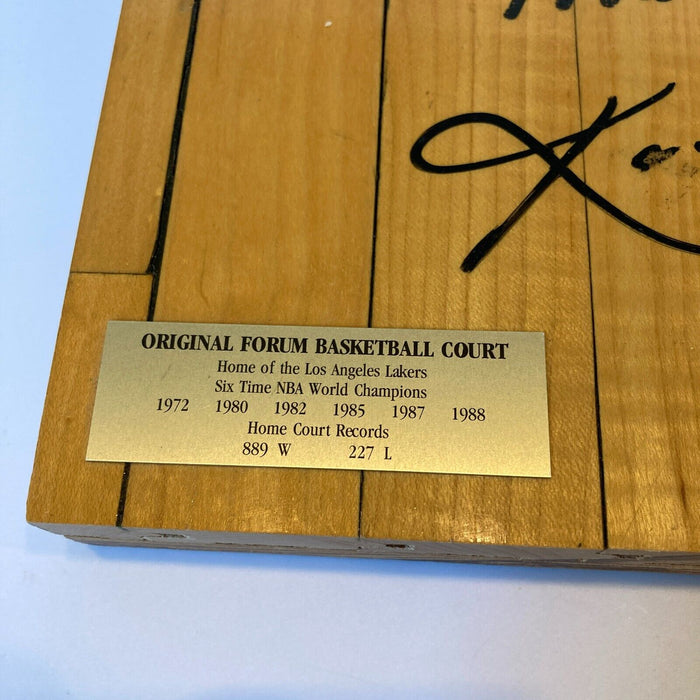 ORIGINAL FORUM BASKETBALL COURT
Home of the Los Angeles Lakers
Six Time NBA World Champions
1972 1980 1982 1985 1987 1988
Home Court Records
889 W 227 L